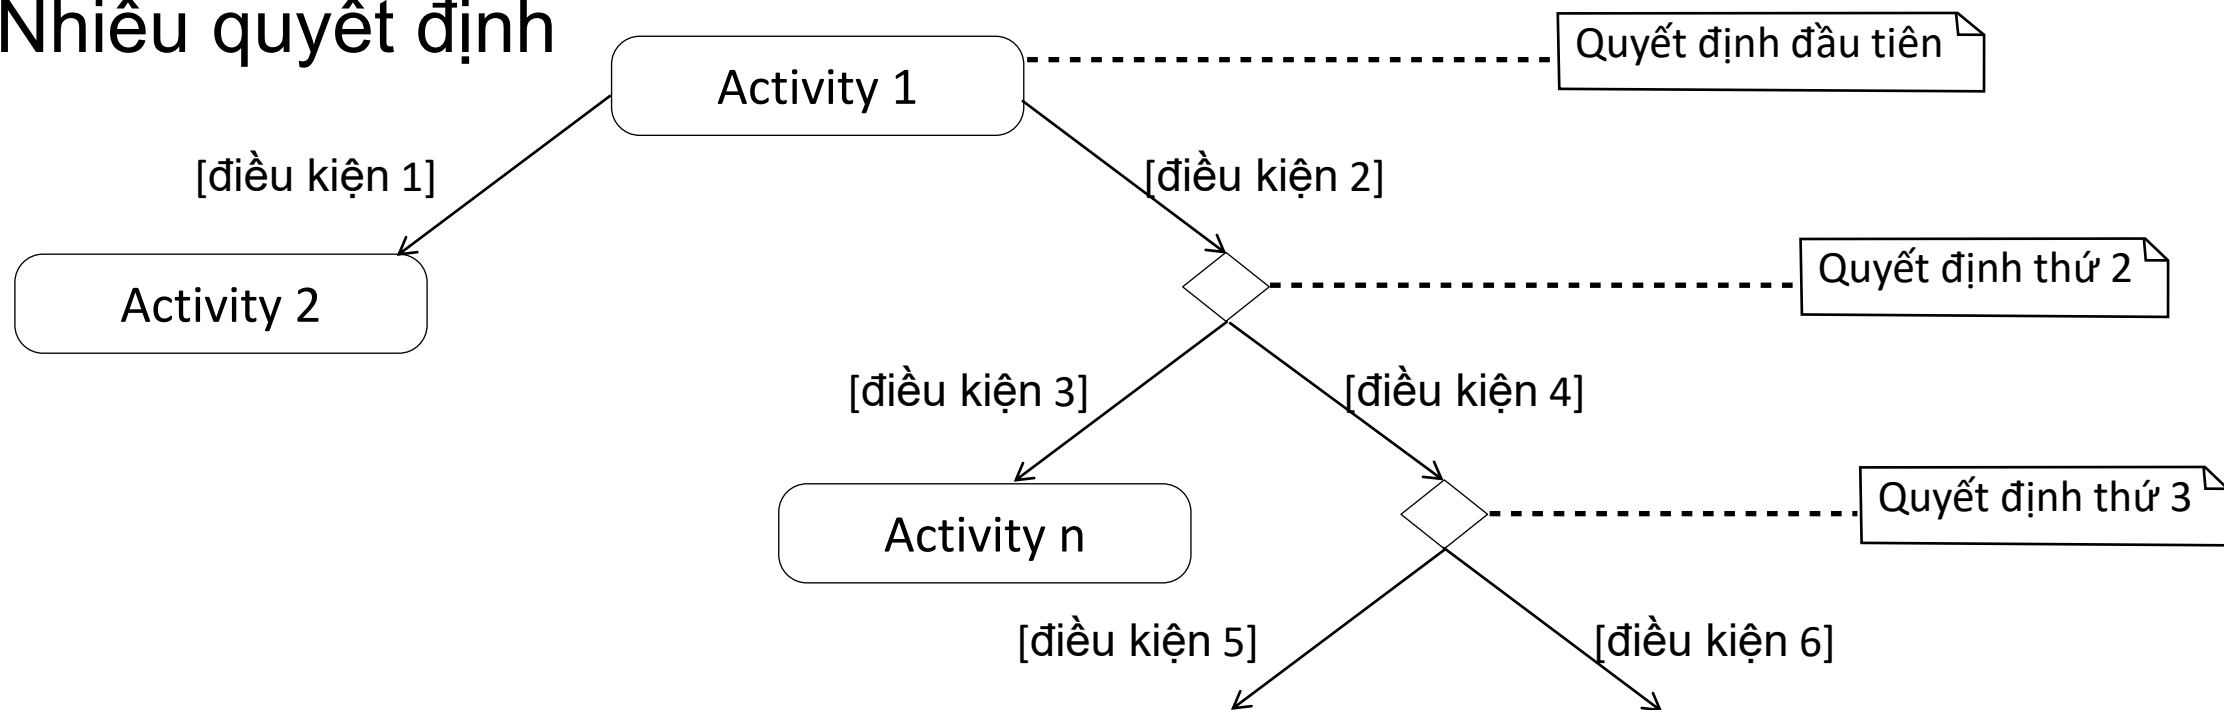 Nhiều quyết định
Quyết định đầu tiên
Activity 1
[điều kiện 1]
[điều kiện 2]
Activity 2
Quyết định thứ 2
[điều kiện 3]
[điều kiện 4]
Activity n
Quyết định thứ 3
[điều kiện 5]
[điều kiện 6]